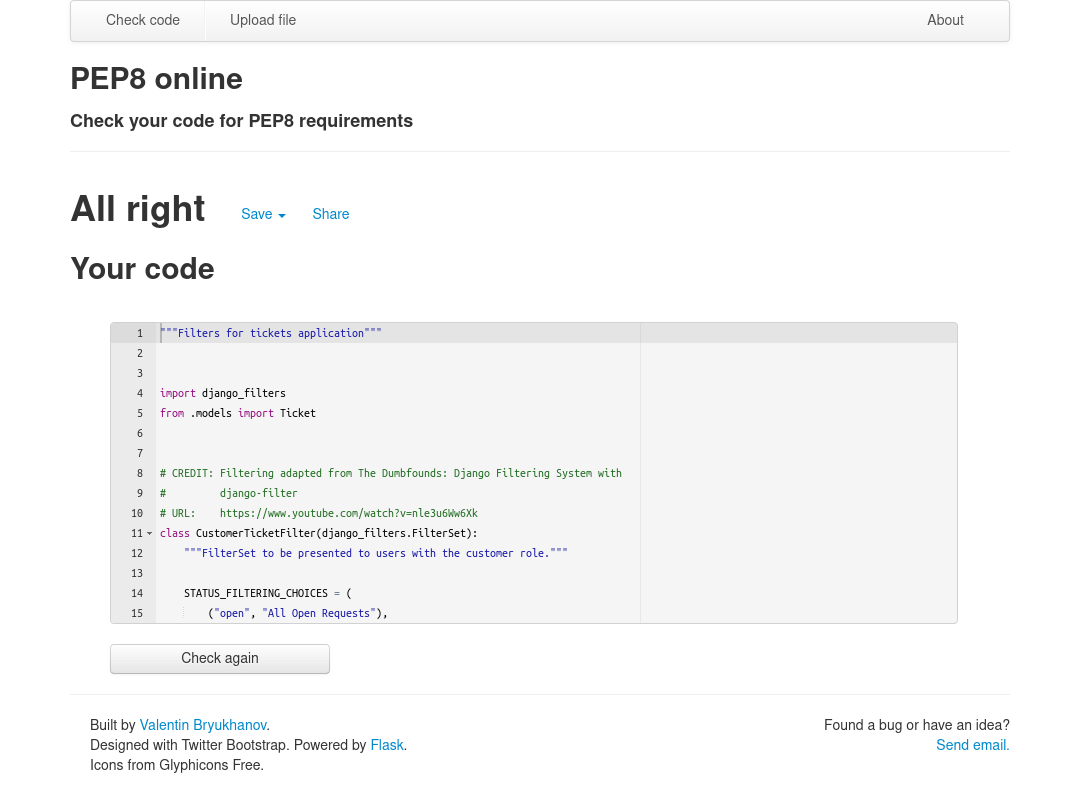 Check code Upload file About
PEP8 online
Check your code for PEP8 requirements
All right Save Share
Your code
1 """Filters for tickets application"""
2
3
4 import django_filters
5 from .models import Ticket
6
7
8 # CREDIT: Filtering adapted from The Dumbfounds: Django Filtering System with
9 #         django-filter
10 # URL:    https://www.youtube.com/watch?v=nle3u6Ww6Xk
11 class CustomerTicketFilter(django_filters.FilterSet):
12     """FilterSet to be presented to users with the customer role."""
13
14     STATUS_FILTERING_CHOICES = (
15         ("open", "All Open Requests"),
Check again
Built by Valentin Bryukhanov. Found a bug or have an idea?
Designed with Twitter Bootstrap. Powered by Flask. Send email.
Icons from Glyphicons Free.